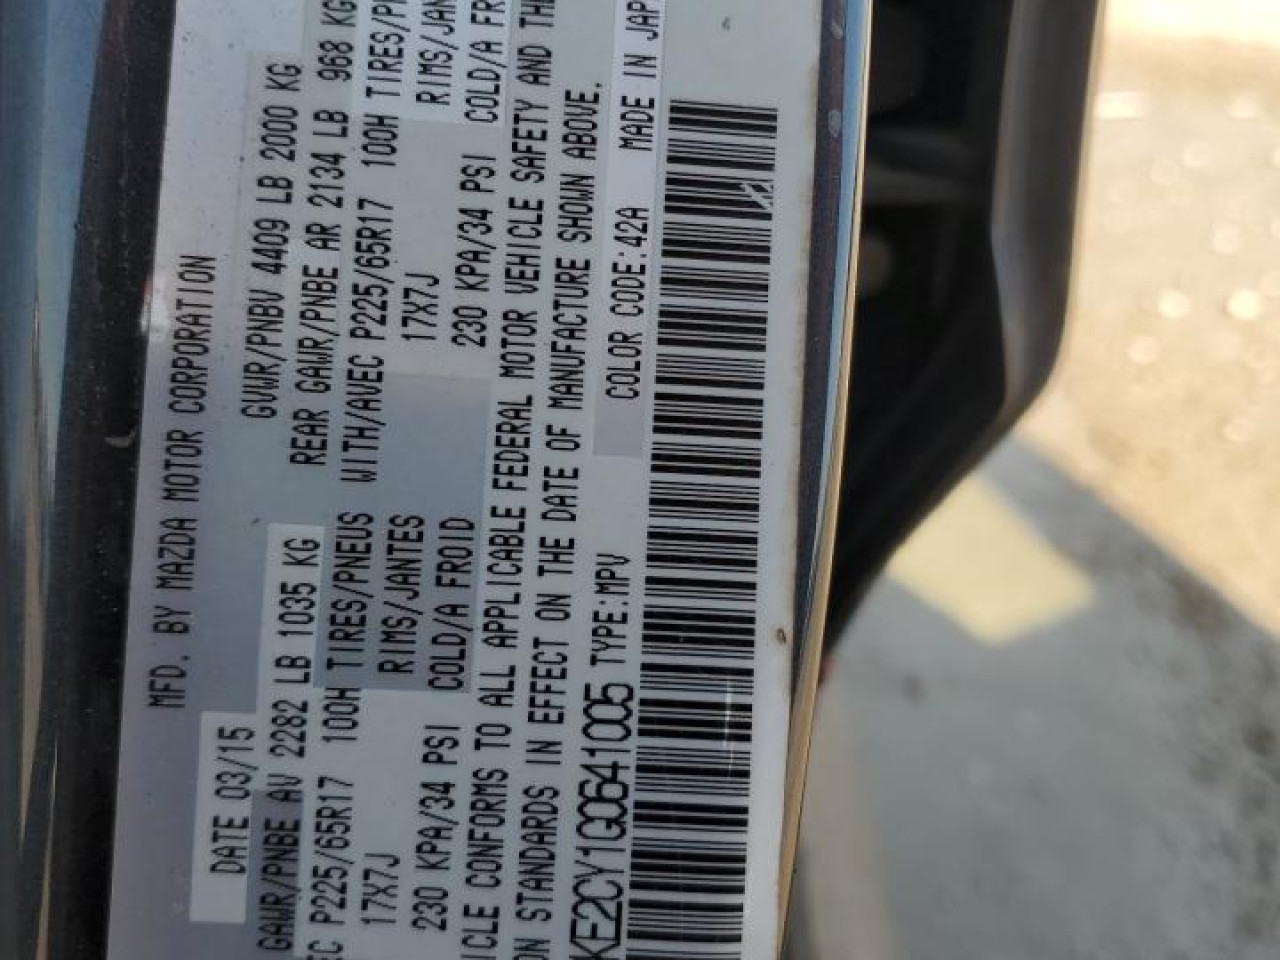 MFD. BY MAZDA MOTOR CORPORATION
DATE 03/15 GVWR/PNBV 4409 LB 2000 KG
GAWR/PNBE AV 2282 LB 1035 KG REAR GAWR/PNBE AR 2134 LB 968 KG
P225/65R17 100H TIRES/PNEUS WITH/AVEC P225/65R17 100H
17X7J RIMS/JANTES 17X7J
230 KPA/34 PSI COLD/A FROID 230 KPA/34 PSI COLD/A
CONFORMS TO ALL APPLICABLE FEDERAL MOTOR VEHICLE SAFETY AND
STANDARDS IN EFFECT ON THE DATE OF MANUFACTURE SHOWN ABOVE.
KE2CY1G0641005 TYPE:MPV COLOR CODE:42A MADE IN